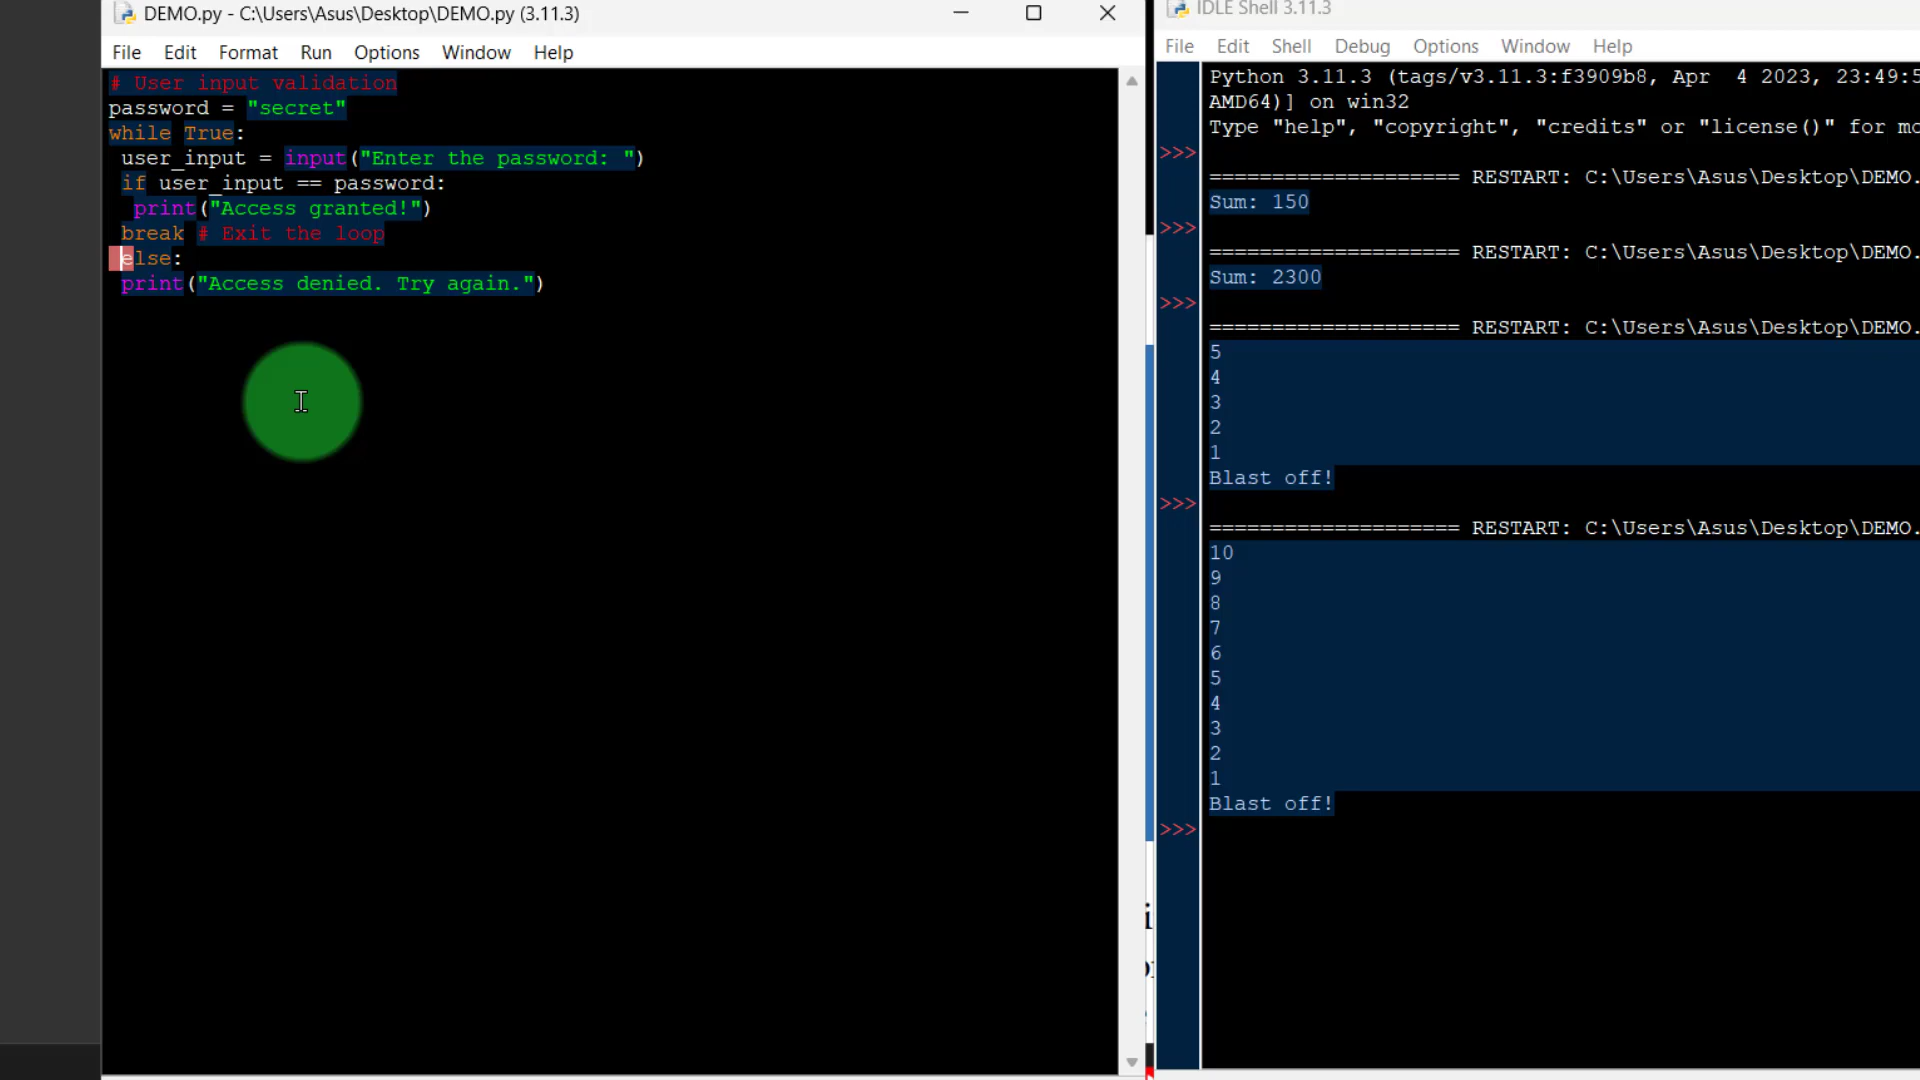 DEMO.py - C:\Users\Asus\Desktop\DEMO.py (3.11.3)
File Edit Format Run Options Window Help
# User input validation
password = "secret"
while True:
 user_input = input("Enter the password: ")
 if user_input == password:
  print("Access granted!")
 break # Exit the loop
 else:
 print("Access denied. Try again.")
IDLE Shell 3.11.3
File Edit Shell Debug Options Window Help
Python 3.11.3 (tags/v3.11.3:f3909b8, Apr  4 2023, 23:49:5
AMD64)] on win32
Type "help", "copyright", "credits" or "license()" for mo
>>>
==================== RESTART: C:\Users\Asus\Desktop\DEMO.
Sum: 150
>>>
==================== RESTART: C:\Users\Asus\Desktop\DEMO.
Sum: 2300
>>>
==================== RESTART: C:\Users\Asus\Desktop\DEMO.
5
4
3
2
1
Blast off!
>>>
==================== RESTART: C:\Users\Asus\Desktop\DEMO.
10
9
8
7
6
5
4
3
2
1
Blast off!
>>>